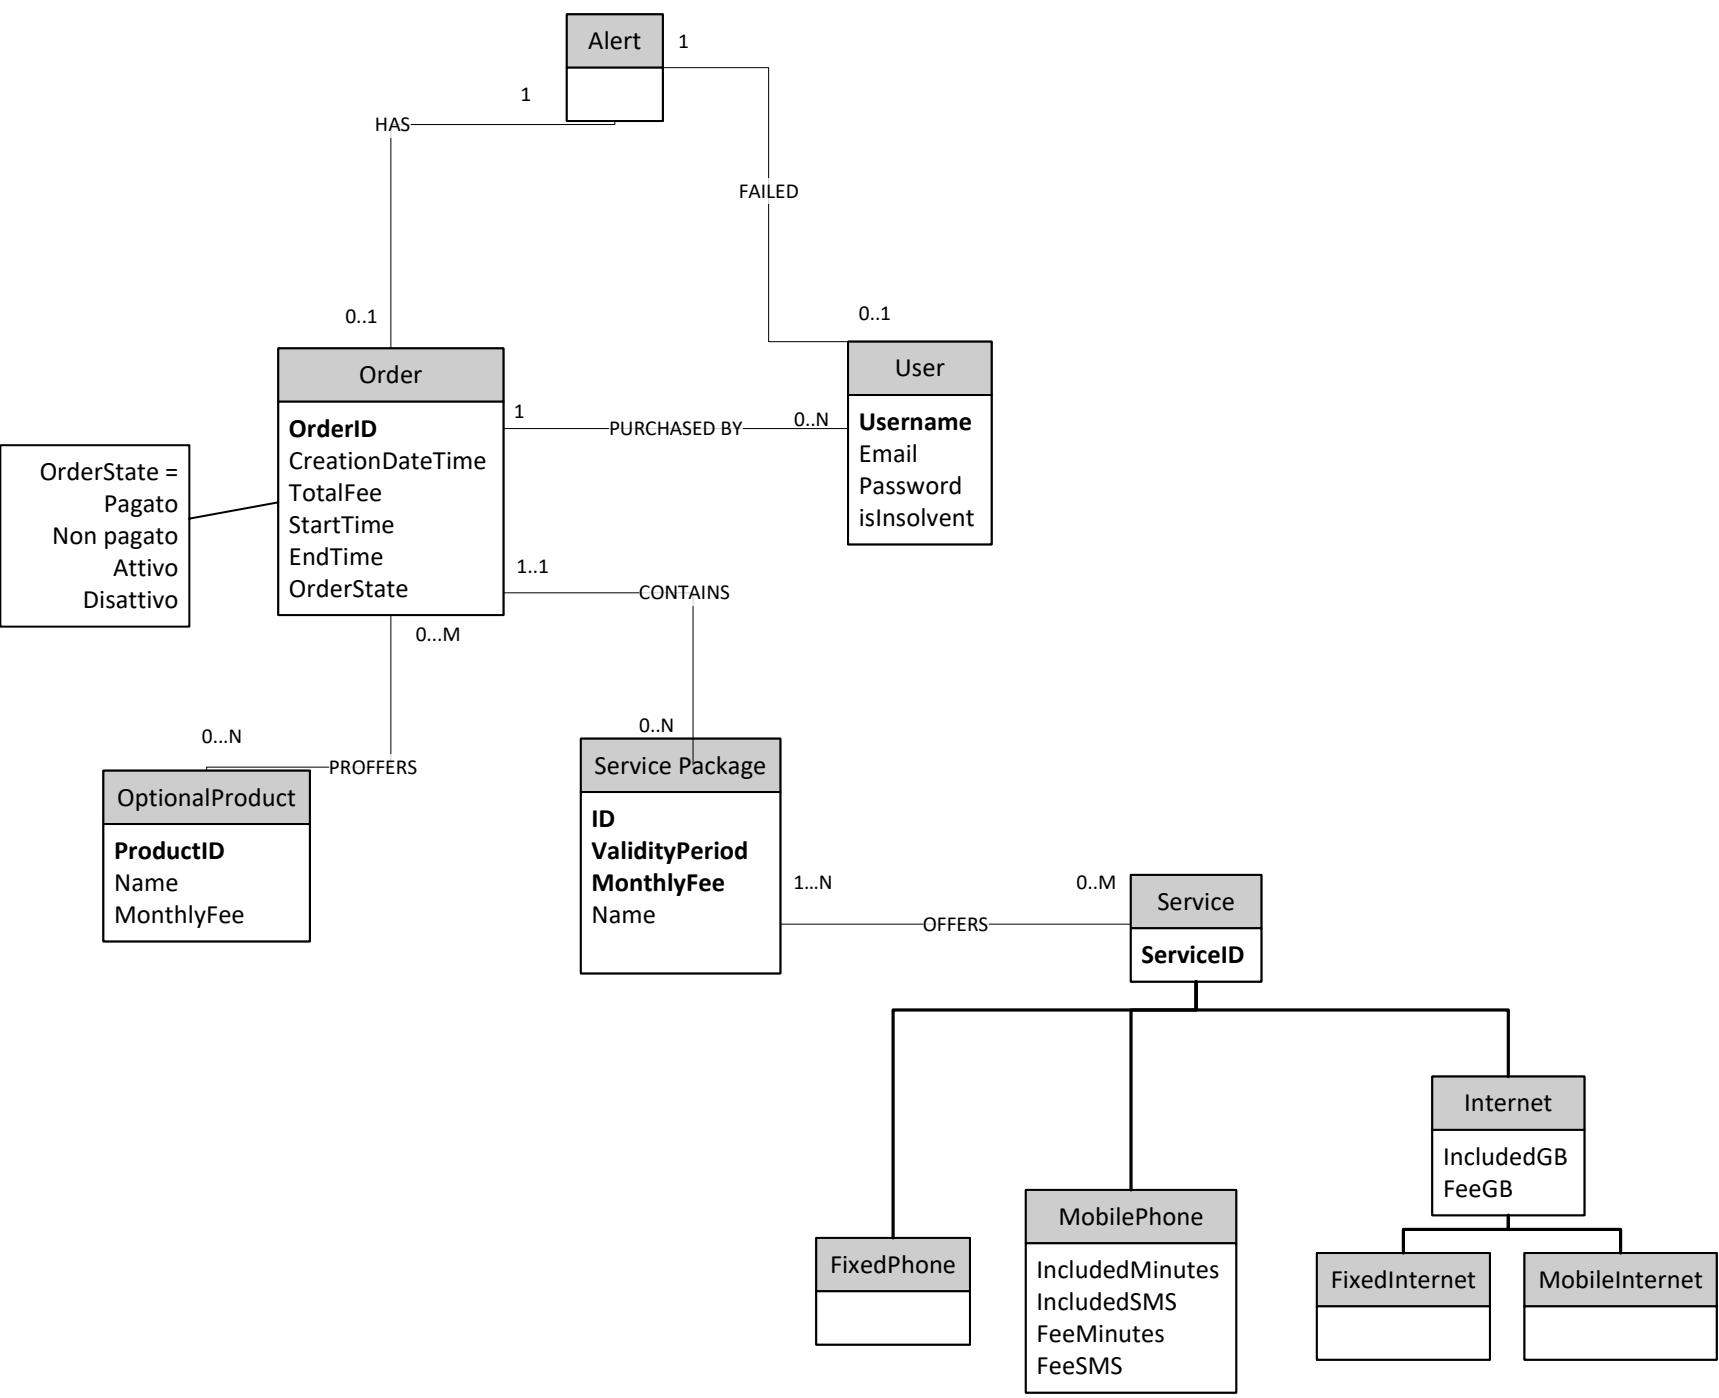 Alert
1
1
HAS
FAILED
0..1
0..1
Order
OrderID
CreationDateTime
TotalFee
StartTime
EndTime
OrderState
User
Username
Email
Password
isInsolvent
1
PURCHASED BY
0..N
OrderState =
Pagato
Non pagato
Attivo
Disattivo
1..1
CONTAINS
0...M
0..N
0...N
PROFFERS
OptionalProduct
ProductID
Name
MonthlyFee
Service Package
ID
ValidityPeriod
MonthlyFee
Name
1...N
OFFERS
0..M
Service
ServiceID
Internet
IncludedGB
FeeGB
FixedPhone
MobilePhone
IncludedMinutes
IncludedSMS
FeeMinutes
FeeSMS
FixedInternet
MobileInternet